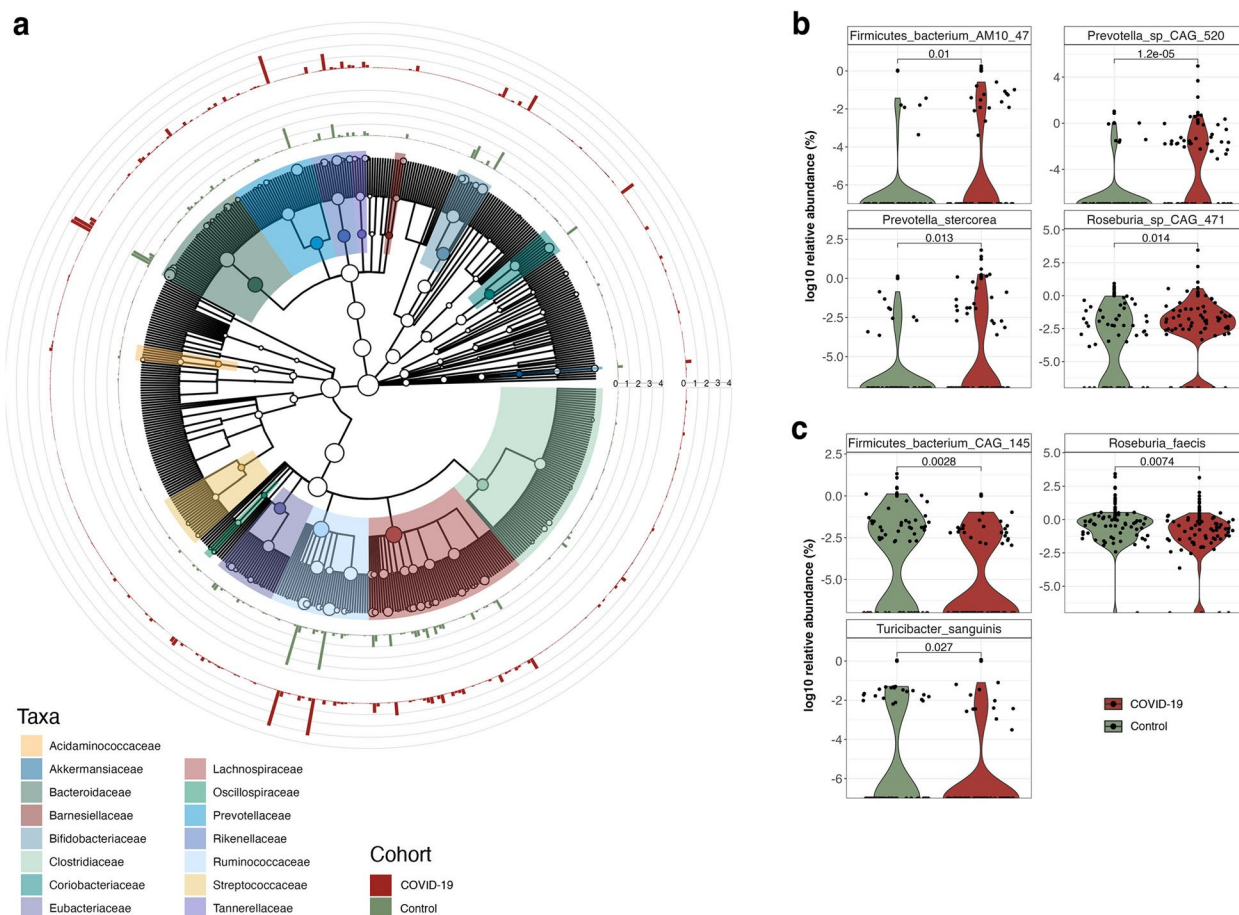 a
0 1 2 3 4 0 1 2 3 4
Taxa
Acidaminococcaceae
Akkermansiaceae
Bacteroidaceae
Barnesiellaceae
Bifidobacteriaceae
Clostridiaceae
Coriobacteriaceae
Eubacteriaceae
Lachnospiraceae
Oscillospiraceae
Prevotellaceae
Rikenellaceae
Ruminococcaceae
Streptococcaceae
Tannerellaceae
Cohort
COVID-19
Control
b
log10 relative abundance (%)
Firmicutes_bacterium_AM10_47
0.01
0
-2
-4
-6
Prevotella_sp_CAG_520
1.2e-05
4
0
-4
Prevotella_stercorea
0.013
2.5
0.0
-2.5
-5.0
Roseburia_sp_CAG_471
0.014
5.0
2.5
0.0
-2.5
-5.0
c
log10 relative abundance (%)
Firmicutes_bacterium_CAG_145
0.0028
2.5
0.0
-2.5
-5.0
Roseburia_faecis
0.0074
5.0
2.5
0.0
-2.5
-5.0
Turicibacter_sanguinis
0.027
0
-2
-4
-6
COVID-19
Control